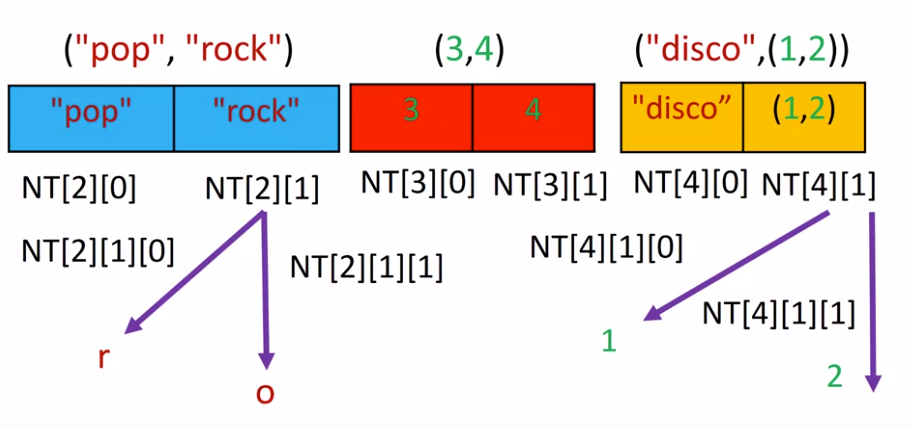 ("pop", "rock") (3,4) ("disco",(1,2))
"pop" "rock" 3 4 "disco” (1,2)
NT[2][0] NT[2][1] NT[3][0] NT[3][1] NT[4][0] NT[4][1]
NT[2][1][0] NT[2][1][1] NT[4][1][0]
NT[4][1][1]
r 1
o 2